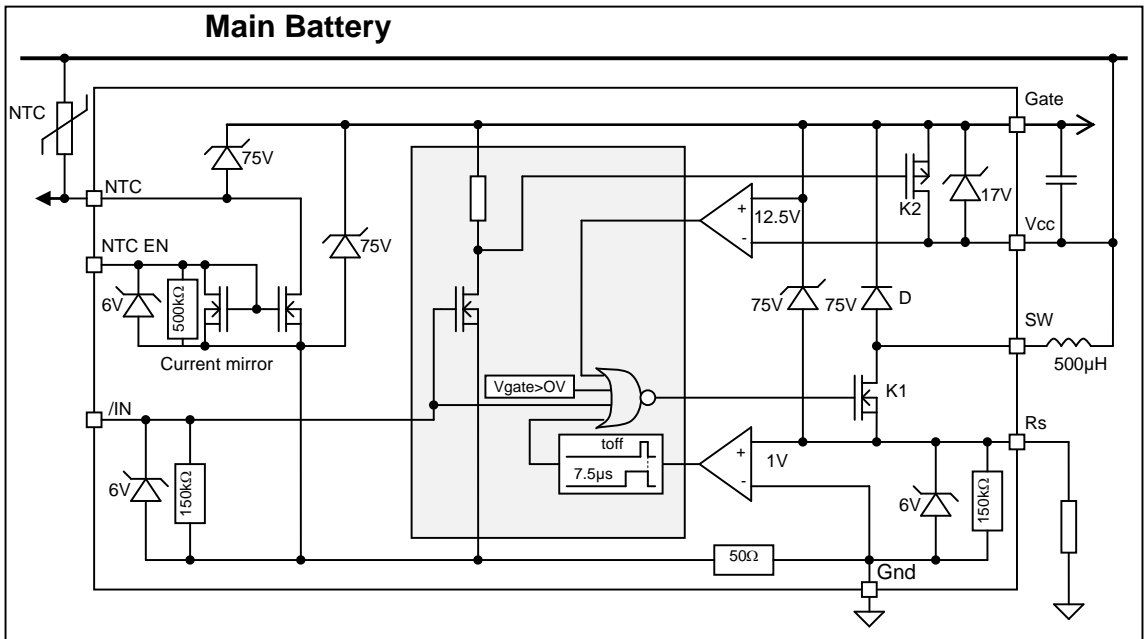 Main Battery
NTC
Gate
75V
NTC
K2
12.5V
+
-
17V
Vcc
75V
NTC EN
6V
500kΩ
Current mirror
75V
75V
D
SW
500µH
Vgate>OV
K1
/IN
Rs
toff
7.5µs
+
1V
-
6V
150kΩ
6V
150kΩ
50Ω
Gnd